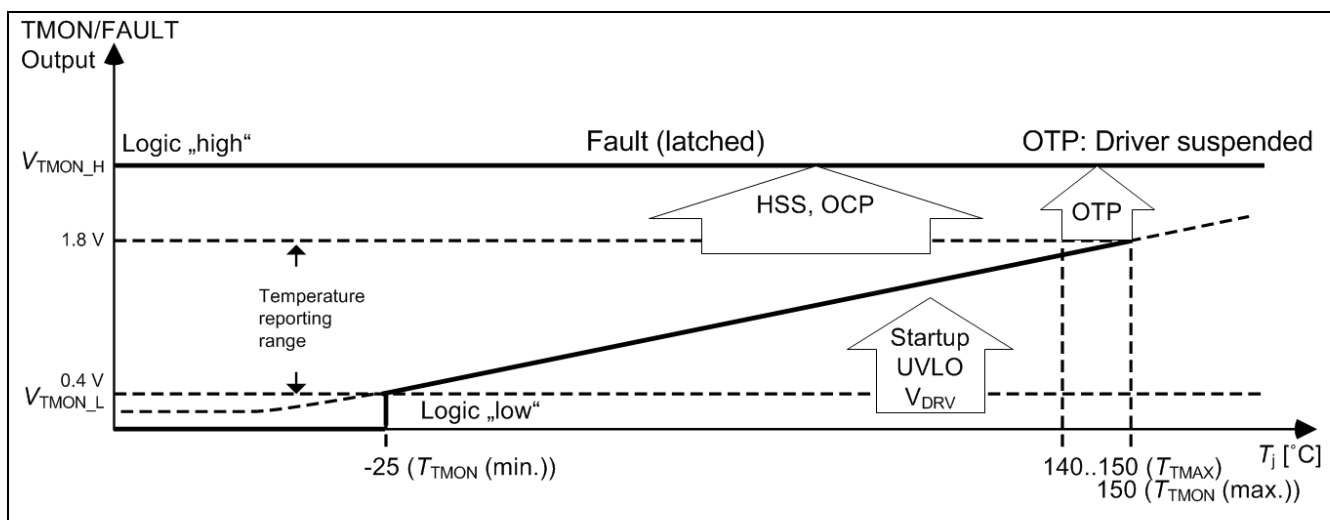 TMON/FAULT
Output
Logic „high“
Fault (latched)
OTP: Driver suspended
VTMON_H
HSS, OCP
OTP
1.8 V
Temperature
reporting
range
Startup
UVLO
VDRV
0.4 V
VTMON_L
Logic „low“
Tj [˚C]
-25 (TTMON (min.))
140..150 (TTMAX)
150 (TTMON (max.))